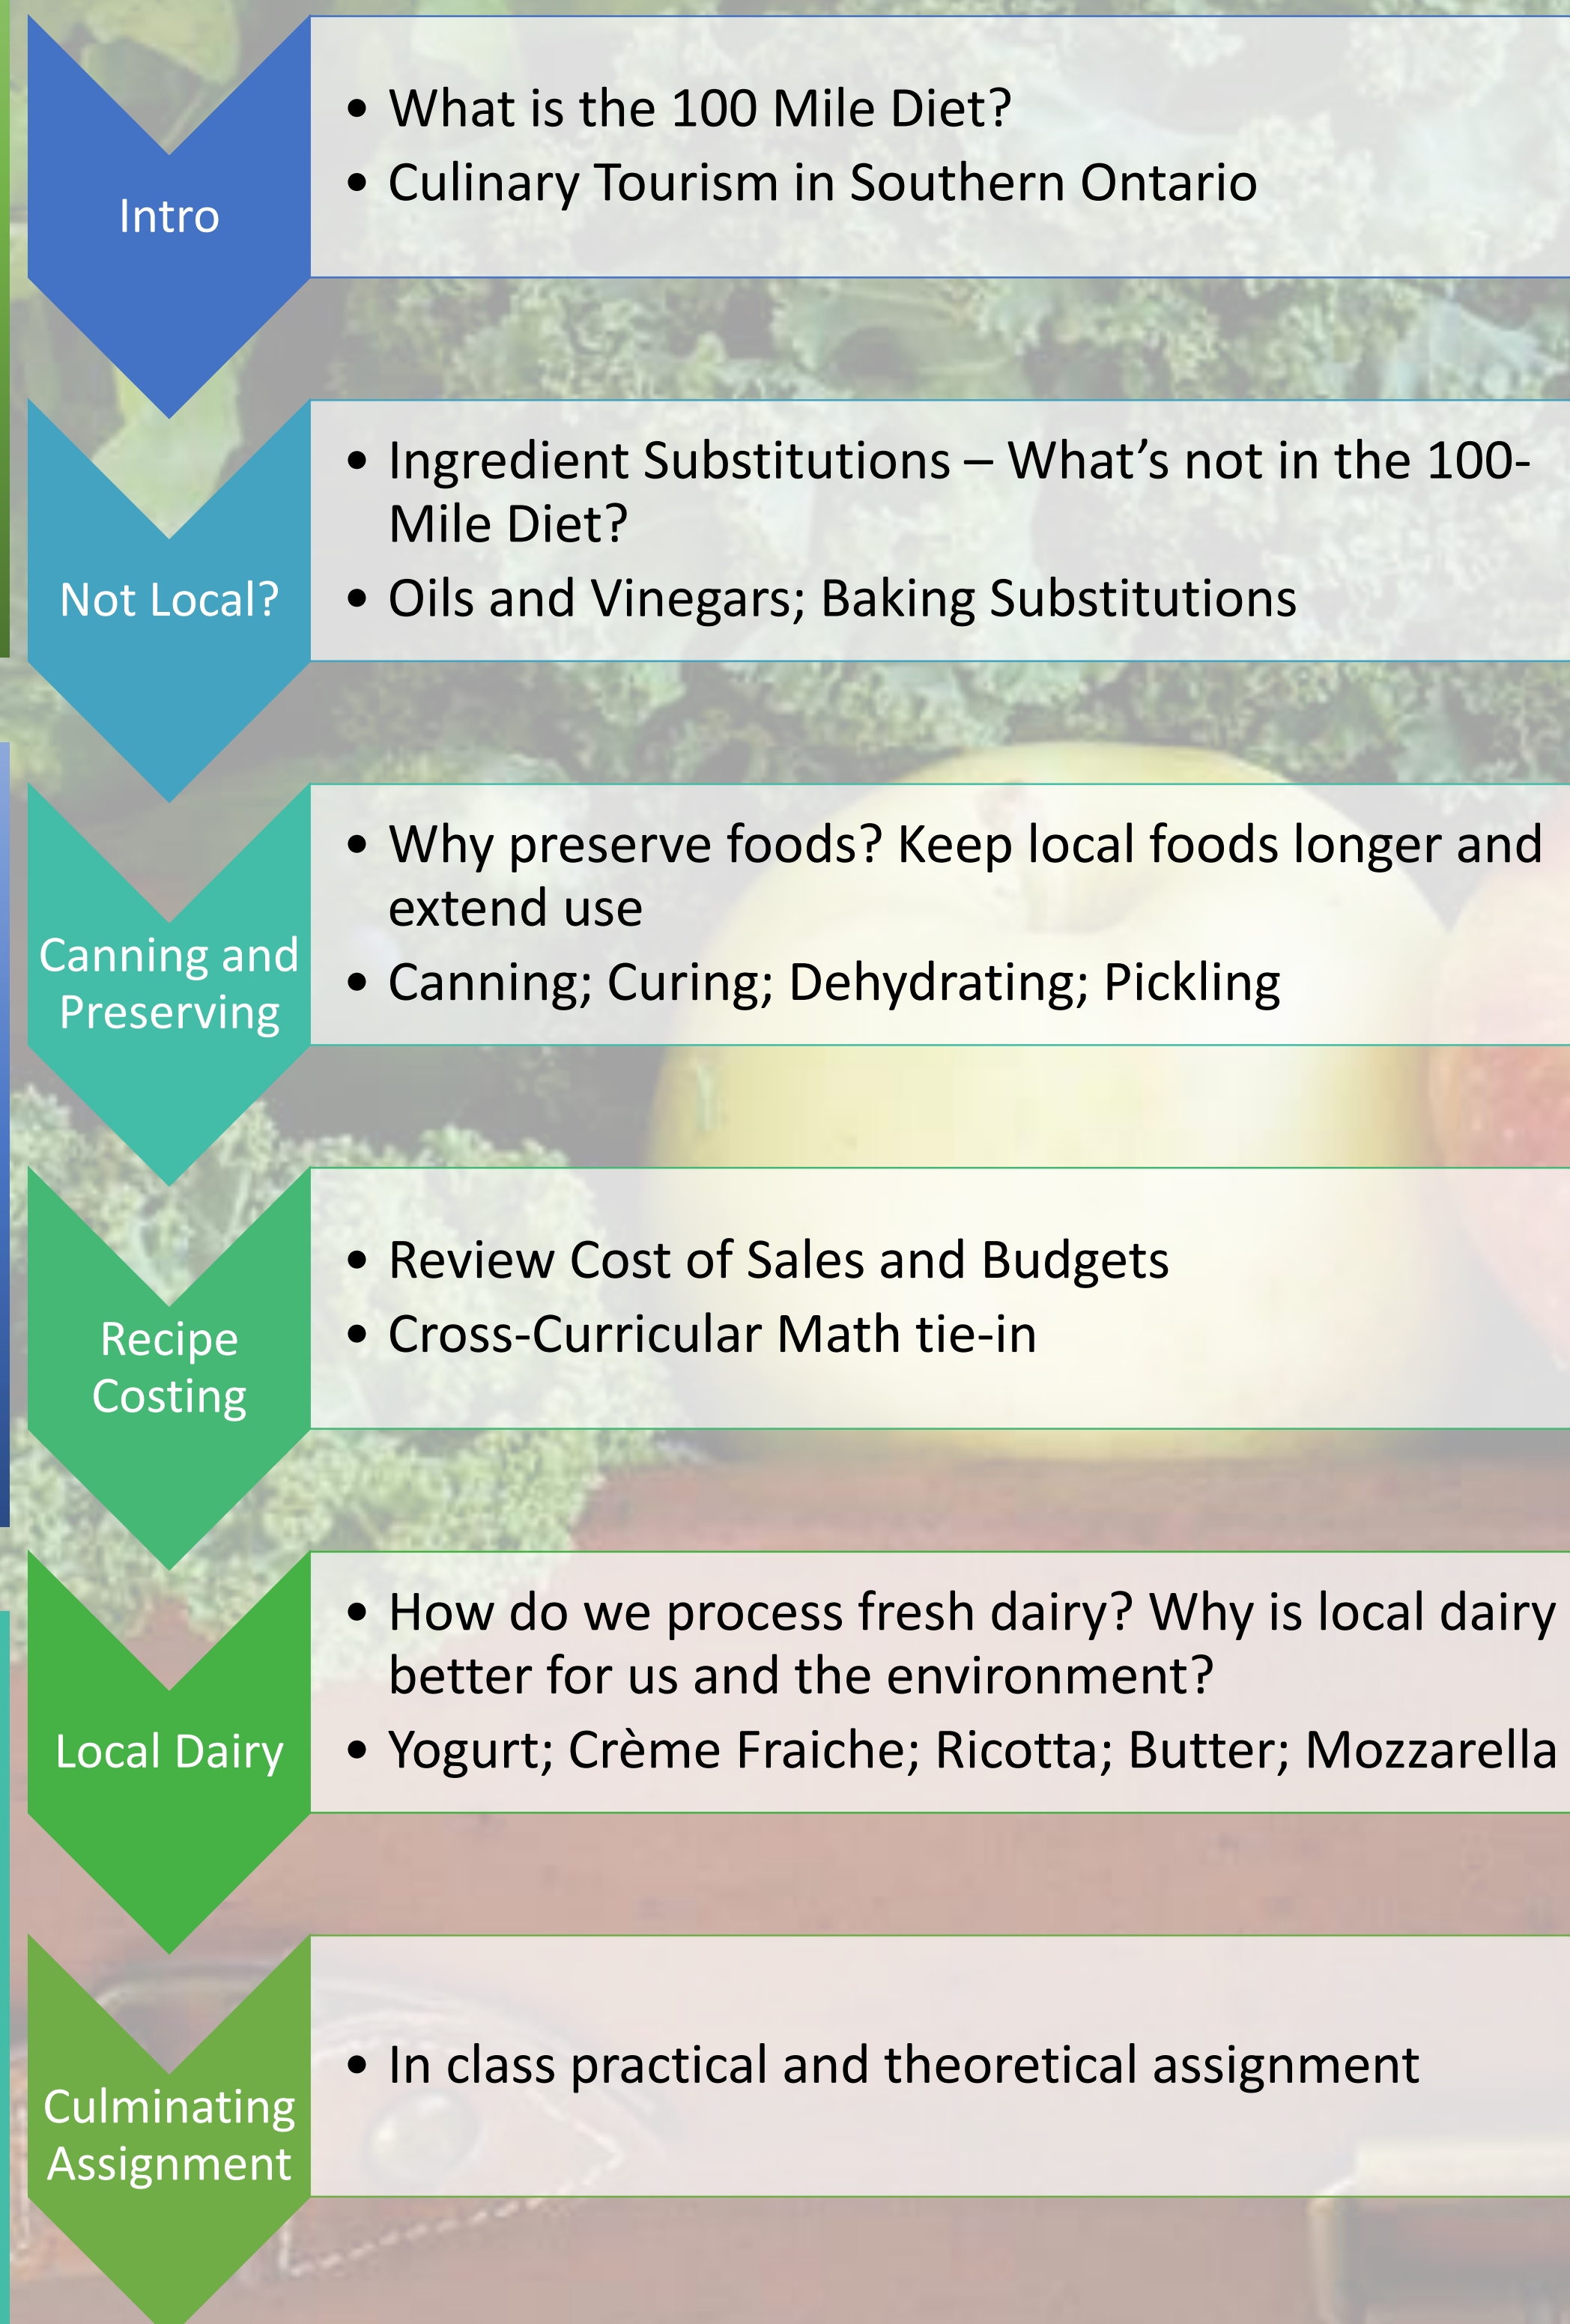 Intro
• What is the 100 Mile Diet?
• Culinary Tourism in Southern Ontario
Not Local?
• Ingredient Substitutions – What’s not in the 100-
Mile Diet?
• Oils and Vinegars; Baking Substitutions
Canning and
Preserving
• Why preserve foods? Keep local foods longer and
extend use
• Canning; Curing; Dehydrating; Pickling
Recipe
Costing
• Review Cost of Sales and Budgets
• Cross-Curricular Math tie-in
Local Dairy
• How do we process fresh dairy? Why is local dairy
better for us and the environment?
• Yogurt; Crème Fraiche; Ricotta; Butter; Mozzarella
Culminating
Assignment
• In class practical and theoretical assignment